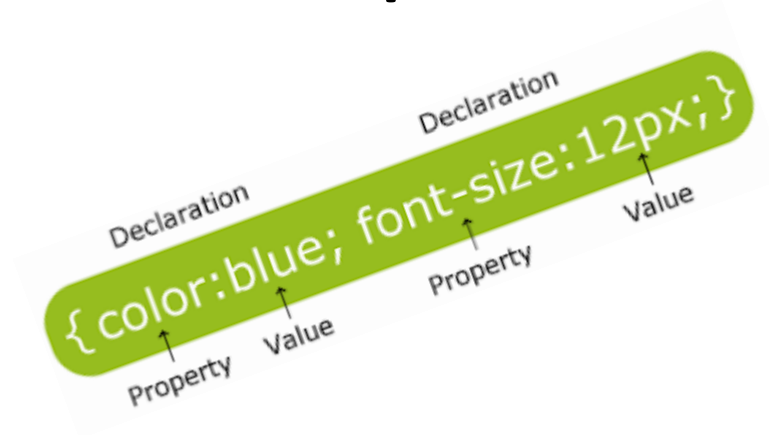 Declaration Declaration
{color:blue; font-size:12px;}
Property Value Property Value